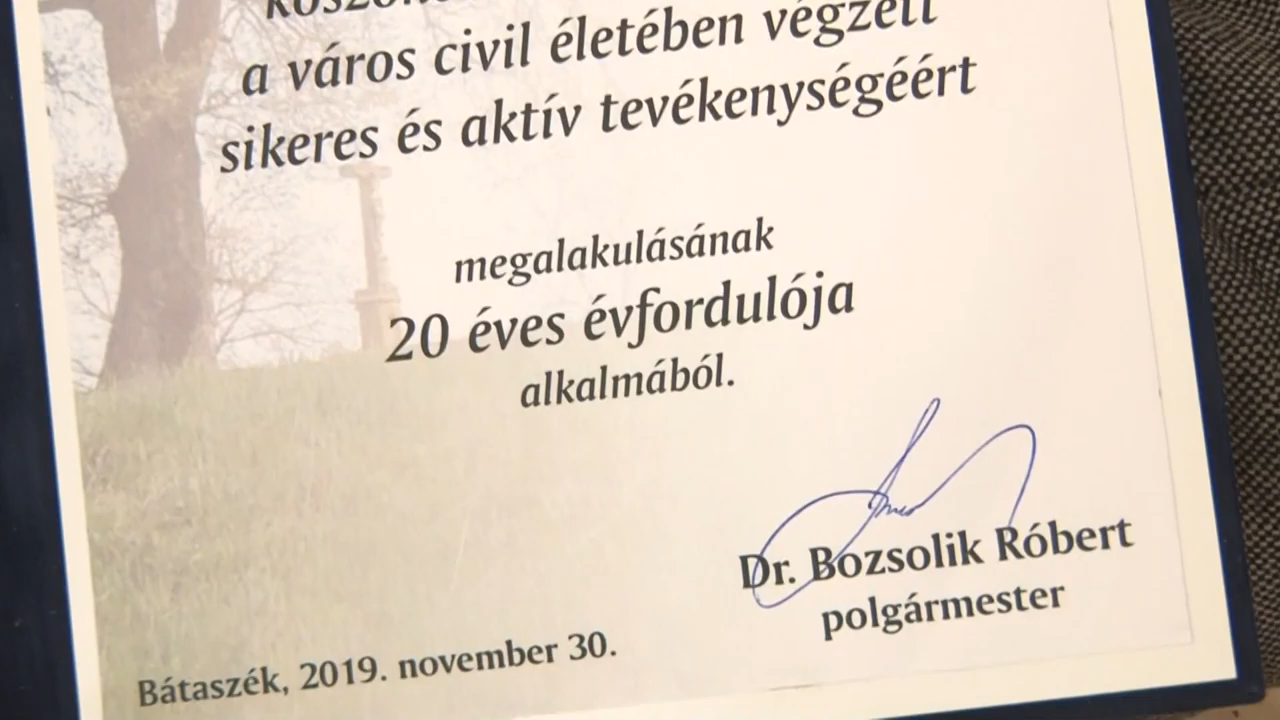 a város civil életében végzett
sikeres és aktív tevékenységéért
megalakulásának
20 éves évfordulója
alkalmából.
Dr. Bozsolik Róbert
polgármester
Bátaszék, 2019. november 30.